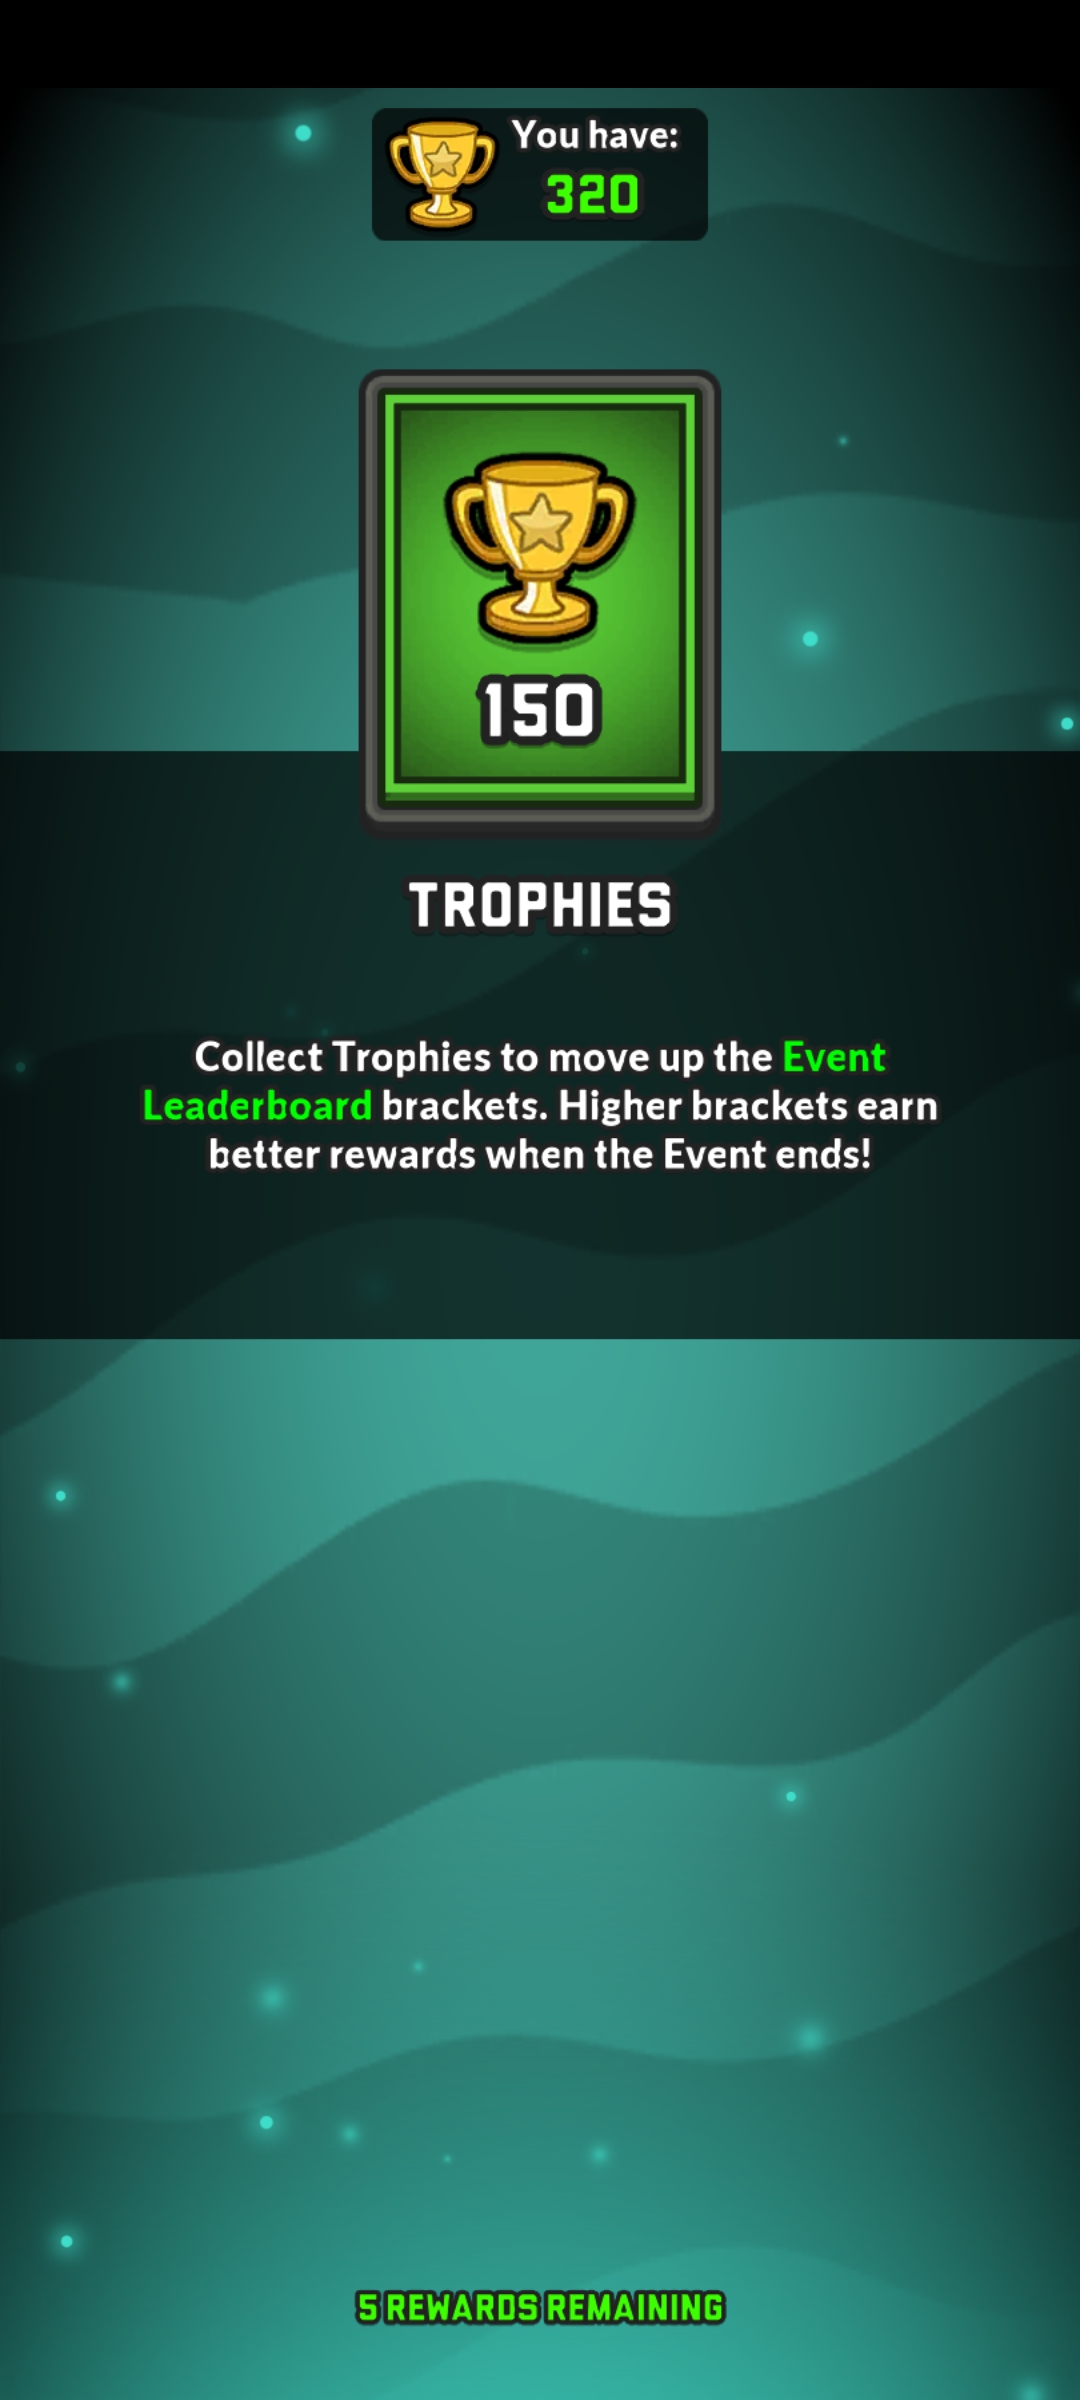 You have:
320
150
TROPHIES
Collect Trophies to move up the Event
Leaderboard brackets. Higher brackets earn
better rewards when the Event ends!
5 REWARDS REMAINING